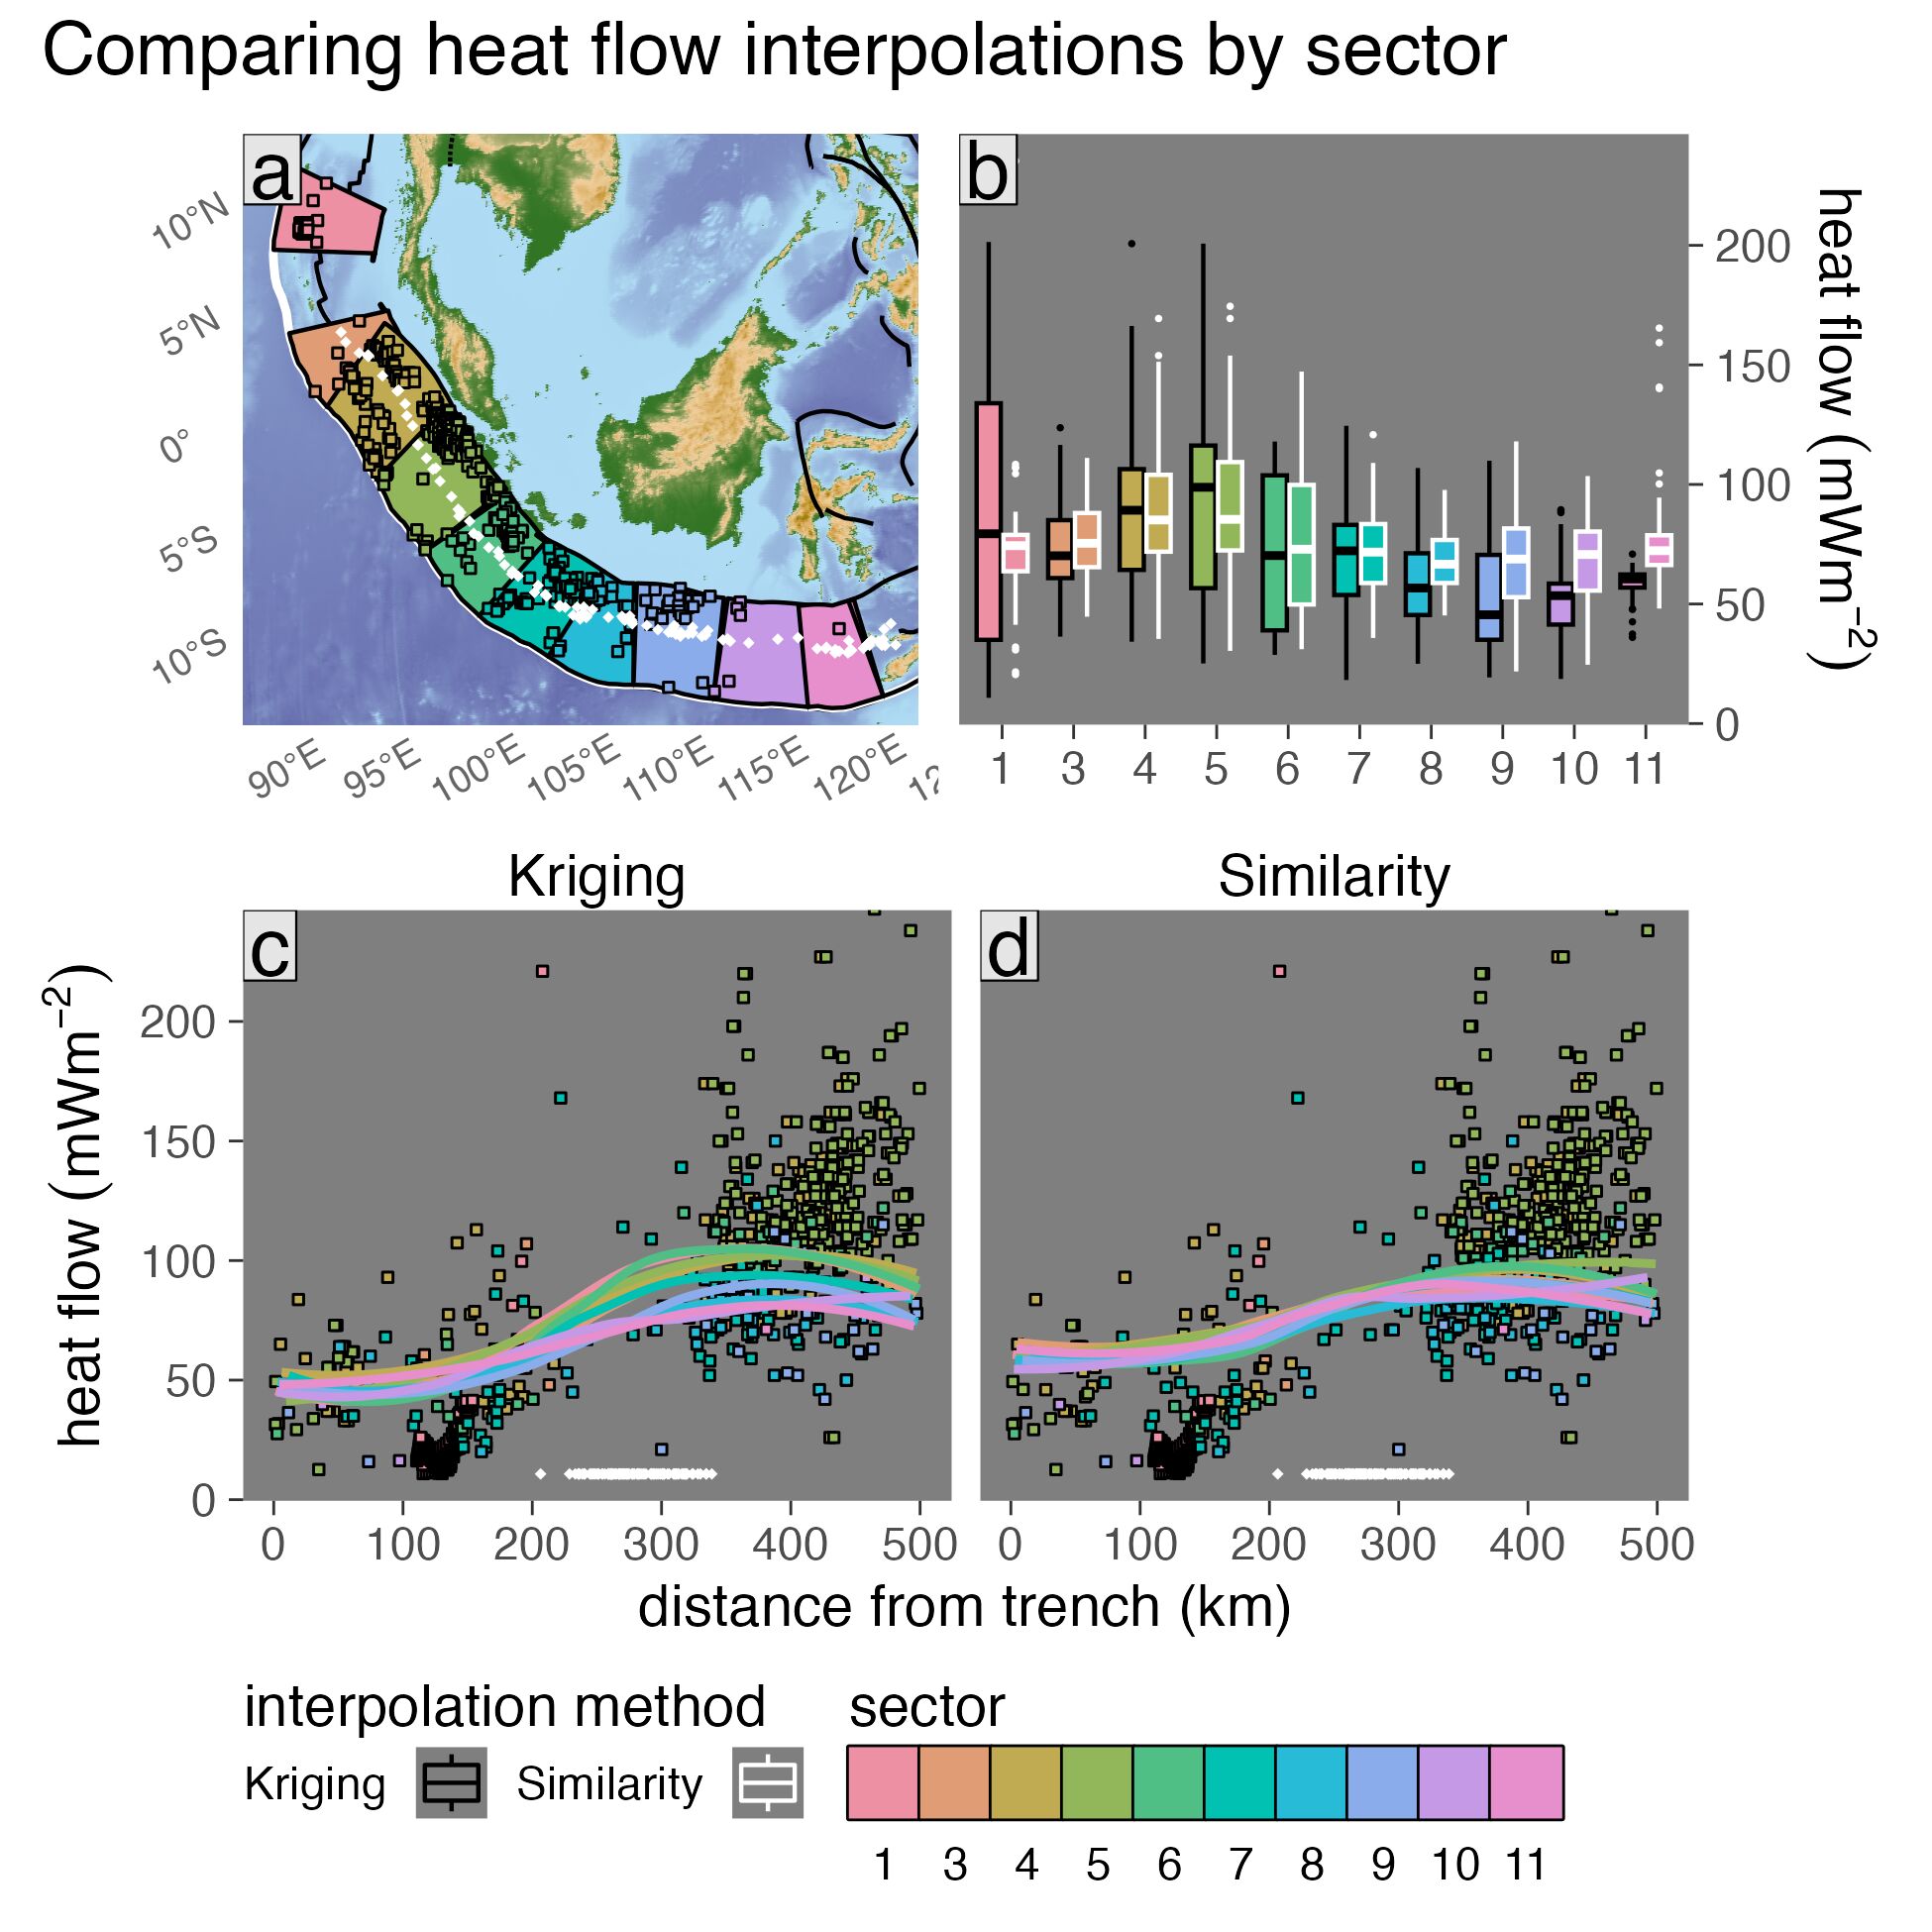 Comparing heat flow interpolations by sector
a
10°N
5°N
0°
5°S
10°S
90°E 95°E 100°E 105°E 110°E 115°E 120°E 12
b
200
150
100
50
0
heat flow (mWm⁻²)
1 3 4 5 6 7 8 9 10 11
Kriging Similarity
c d
heat flow (mWm⁻²)
200
150
100
50
0
0 100 200 300 400 500 0 100 200 300 400 500
distance from trench (km)
interpolation method sector
Kriging Similarity
1 3 4 5 6 7 8 9 10 11